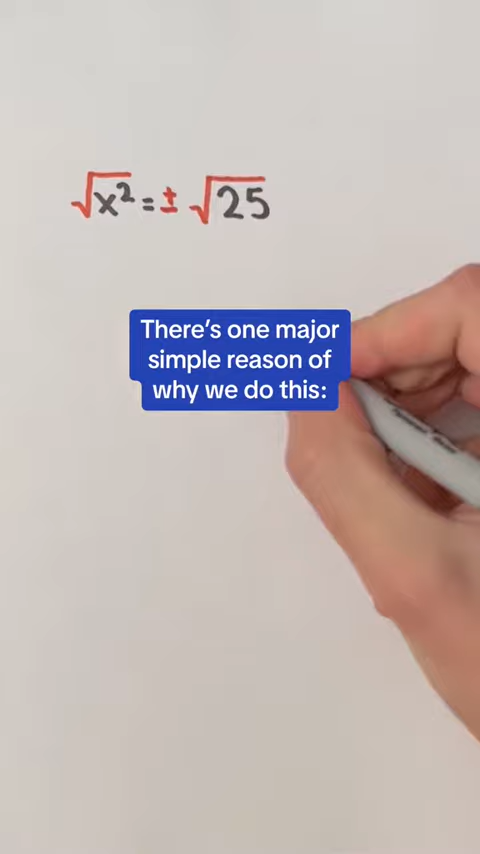 √x² = ± √25
There’s one major
simple reason of
why we do this: